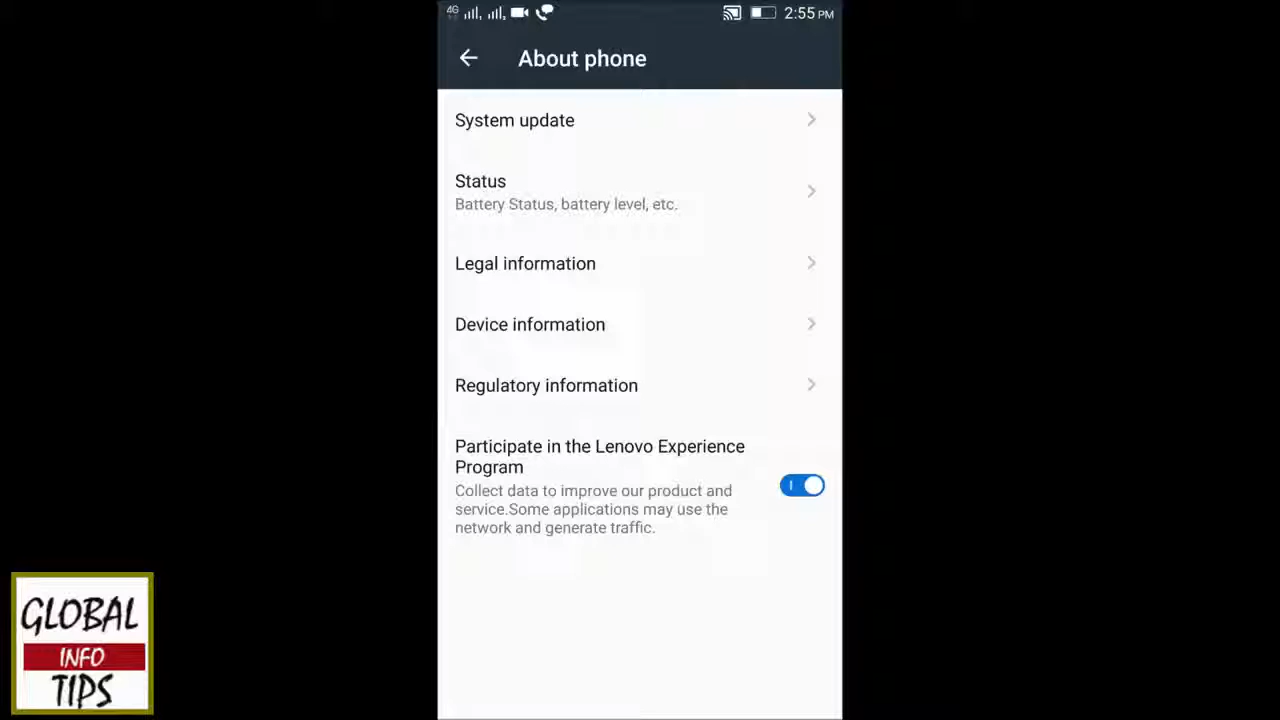 4G
2:55 PM
About phone
System update
Status
Battery Status, battery level, etc.
Legal information
Device information
Regulatory information
Participate in the Lenovo Experience
Program
Collect data to improve our product and
service.Some applications may use the
network and generate traffic.
GLOBAL
INFO
TIPS